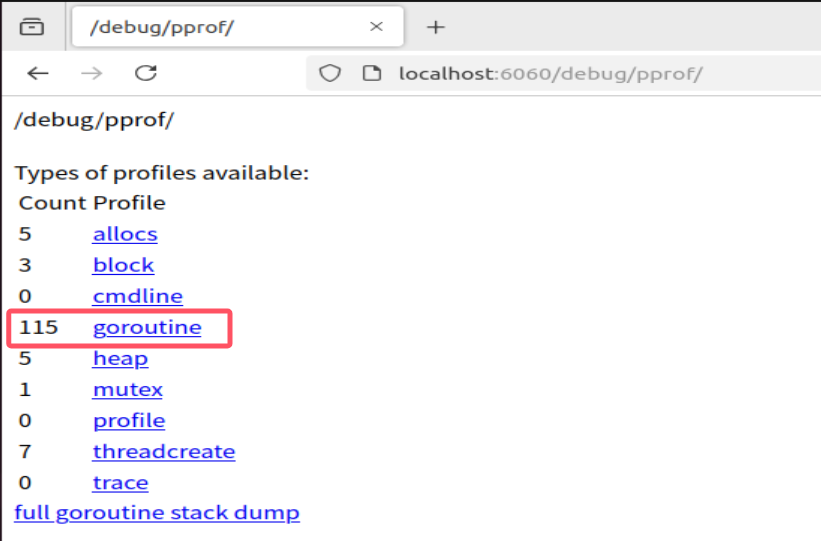 /debug/pprof/
localhost:6060/debug/pprof/
/debug/pprof/
Types of profiles available:
Count Profile
5 allocs
3 block
0 cmdline
115 goroutine
5 heap
1 mutex
0 profile
7 threadcreate
0 trace
full goroutine stack dump